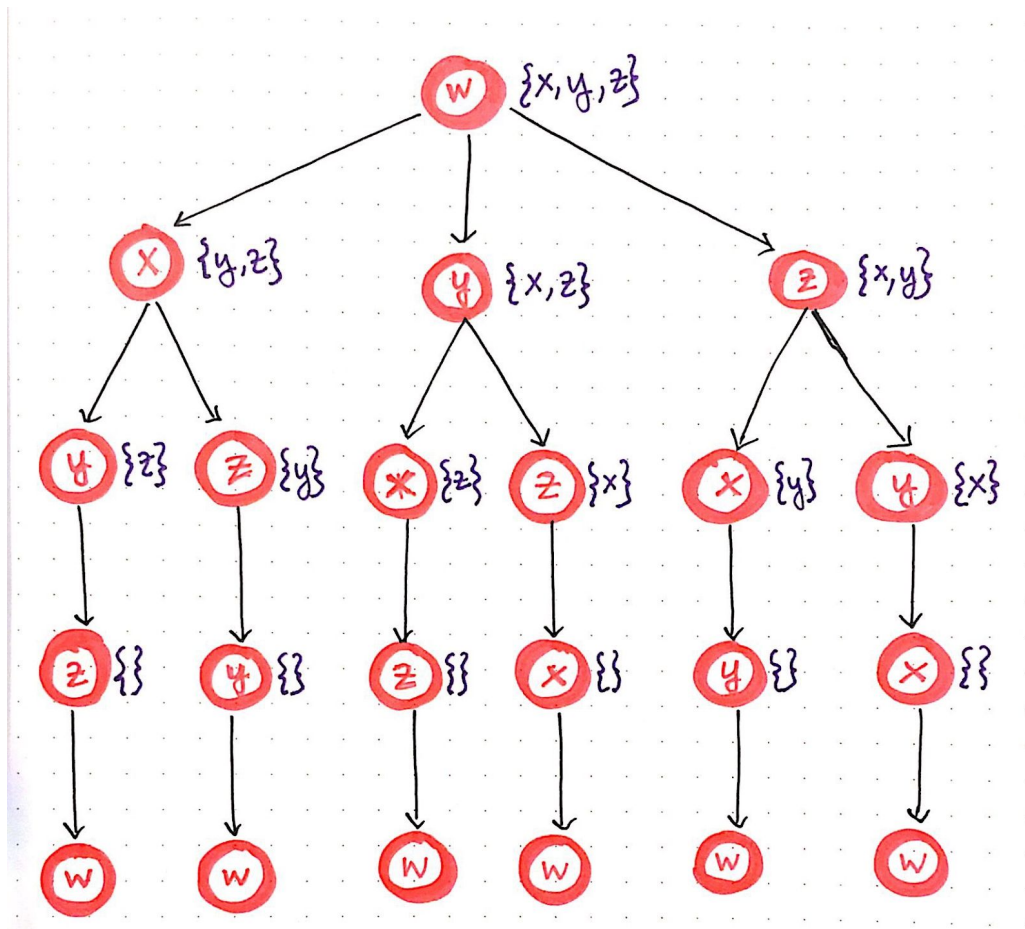 w {x,y,z}
x {y,z} y {x,z} z {x,y}
y {z} z {y} x {z} z {x} x {y} y {x}
z {} y {} z {} x {} y {} x {}
w w w w w w